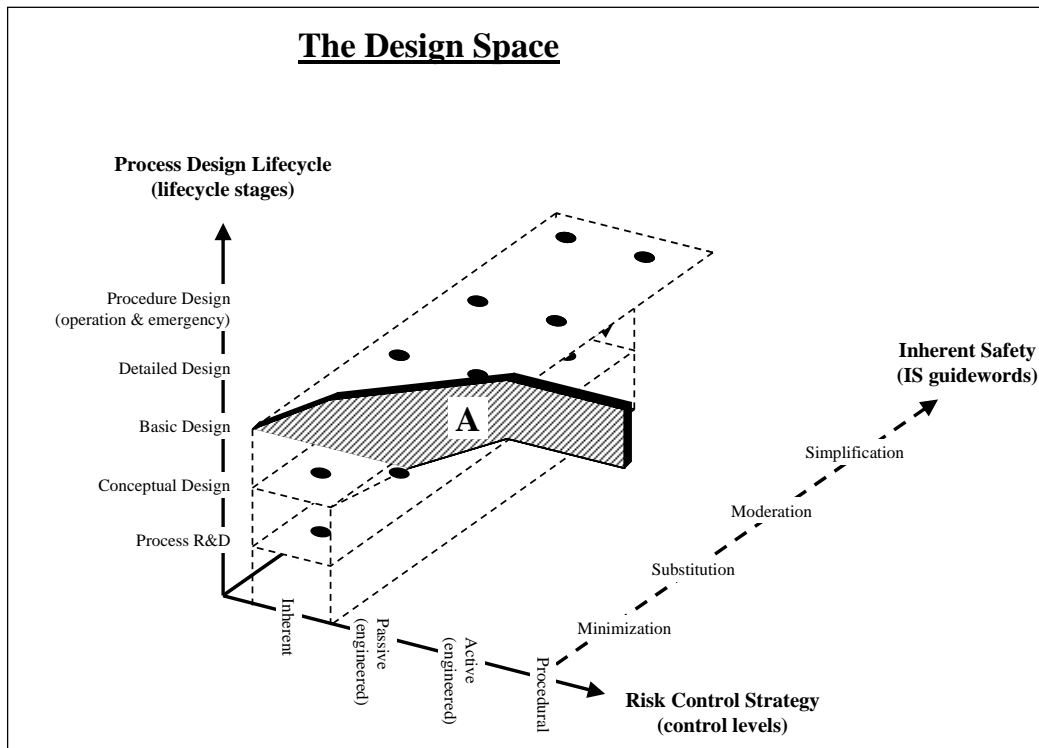 The Design Space
Process Design Lifecycle
(lifecycle stages)
Procedure Design
(operation & emergency)
Detailed Design
Basic Design
Conceptual Design
Process R&D
A
Inherent Safety
(IS guidewords)
Simplification
Moderation
Substitution
Minimization
Inherent
Passive
(engineered)
Active
(engineered)
Procedural
Risk Control Strategy
(control levels)